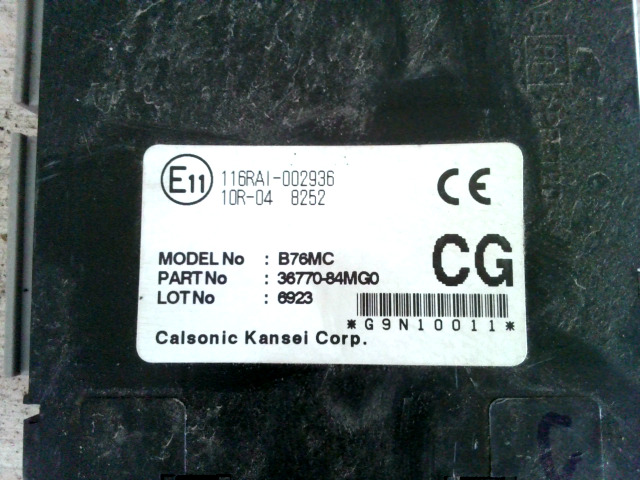 E11 116RAI-002936
10R-04 8252
CE
MODEL No : B76MC
PART No : 36770-84MG0
LOT No : 6923
CG
*G9N10011*
Calsonic Kansei Corp.